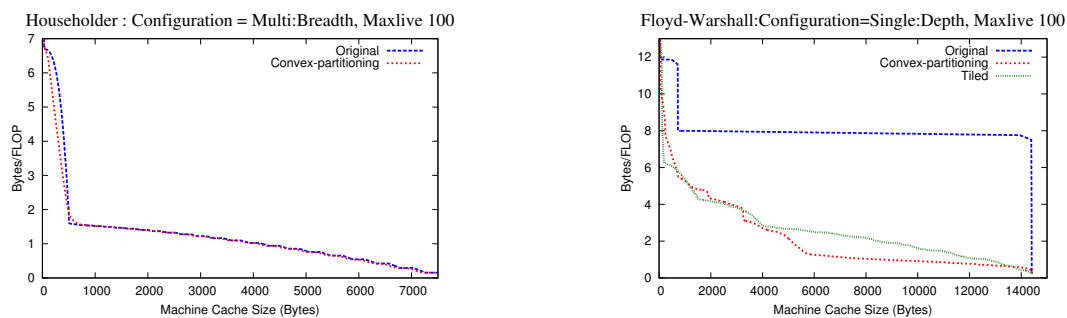 Householder : Configuration = Multi:Breadth, Maxlive 100
7
6
5
4
3
2
1
0
Bytes/FLOP
Original
Convex-partitioning
0 1000 2000 3000 4000 5000 6000 7000
Machine Cache Size (Bytes)
Floyd-Warshall:Configuration=Single:Depth, Maxlive 100
12
10
8
6
4
2
0
Bytes/FLOP
Original
Convex-partitioning
Tiled
0 2000 4000 6000 8000 10000 12000 14000
Machine Cache Size (Bytes)